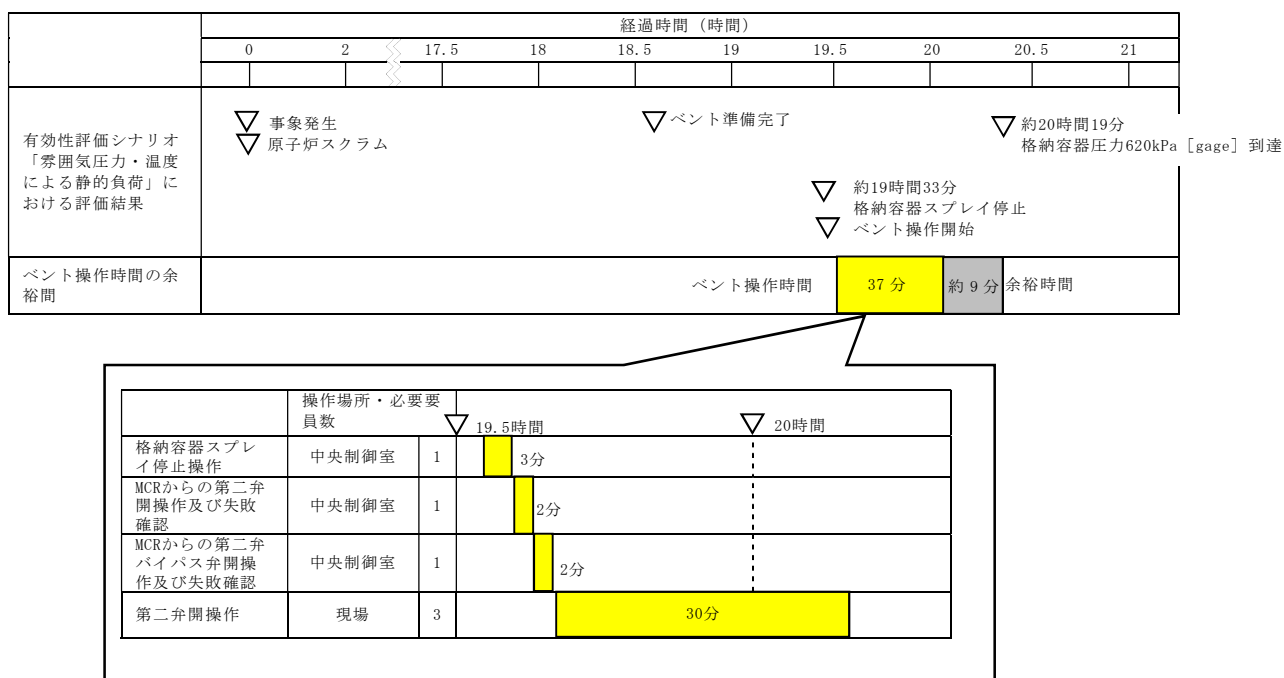 経過時間（時間）
0 2 17.5 18 18.5 19 19.5 20 20.5 21
有効性評価シナリオ
「雰囲気圧力・温度
による静的負荷」に
おける評価結果
事象発生
原子炉スクラム
ベント準備完了
約20時間19分
格納容器圧力620kPa［gage］到達
約19時間33分
格納容器スプレイ停止
ベント操作開始
ベント操作時間の余
裕間
ベント操作時間 37 分 約 9 分 余裕時間
操作場所・必要要
員数
19.5時間 20時間
格納容器スプレ
イ停止操作
中央制御室 1 3分
MCRからの第二弁
開操作及び失敗
確認
中央制御室 1 2分
MCRからの第二弁
バイパス弁開操
作及び失敗確認
中央制御室 1 2分
第二弁開操作 現場 3 30分